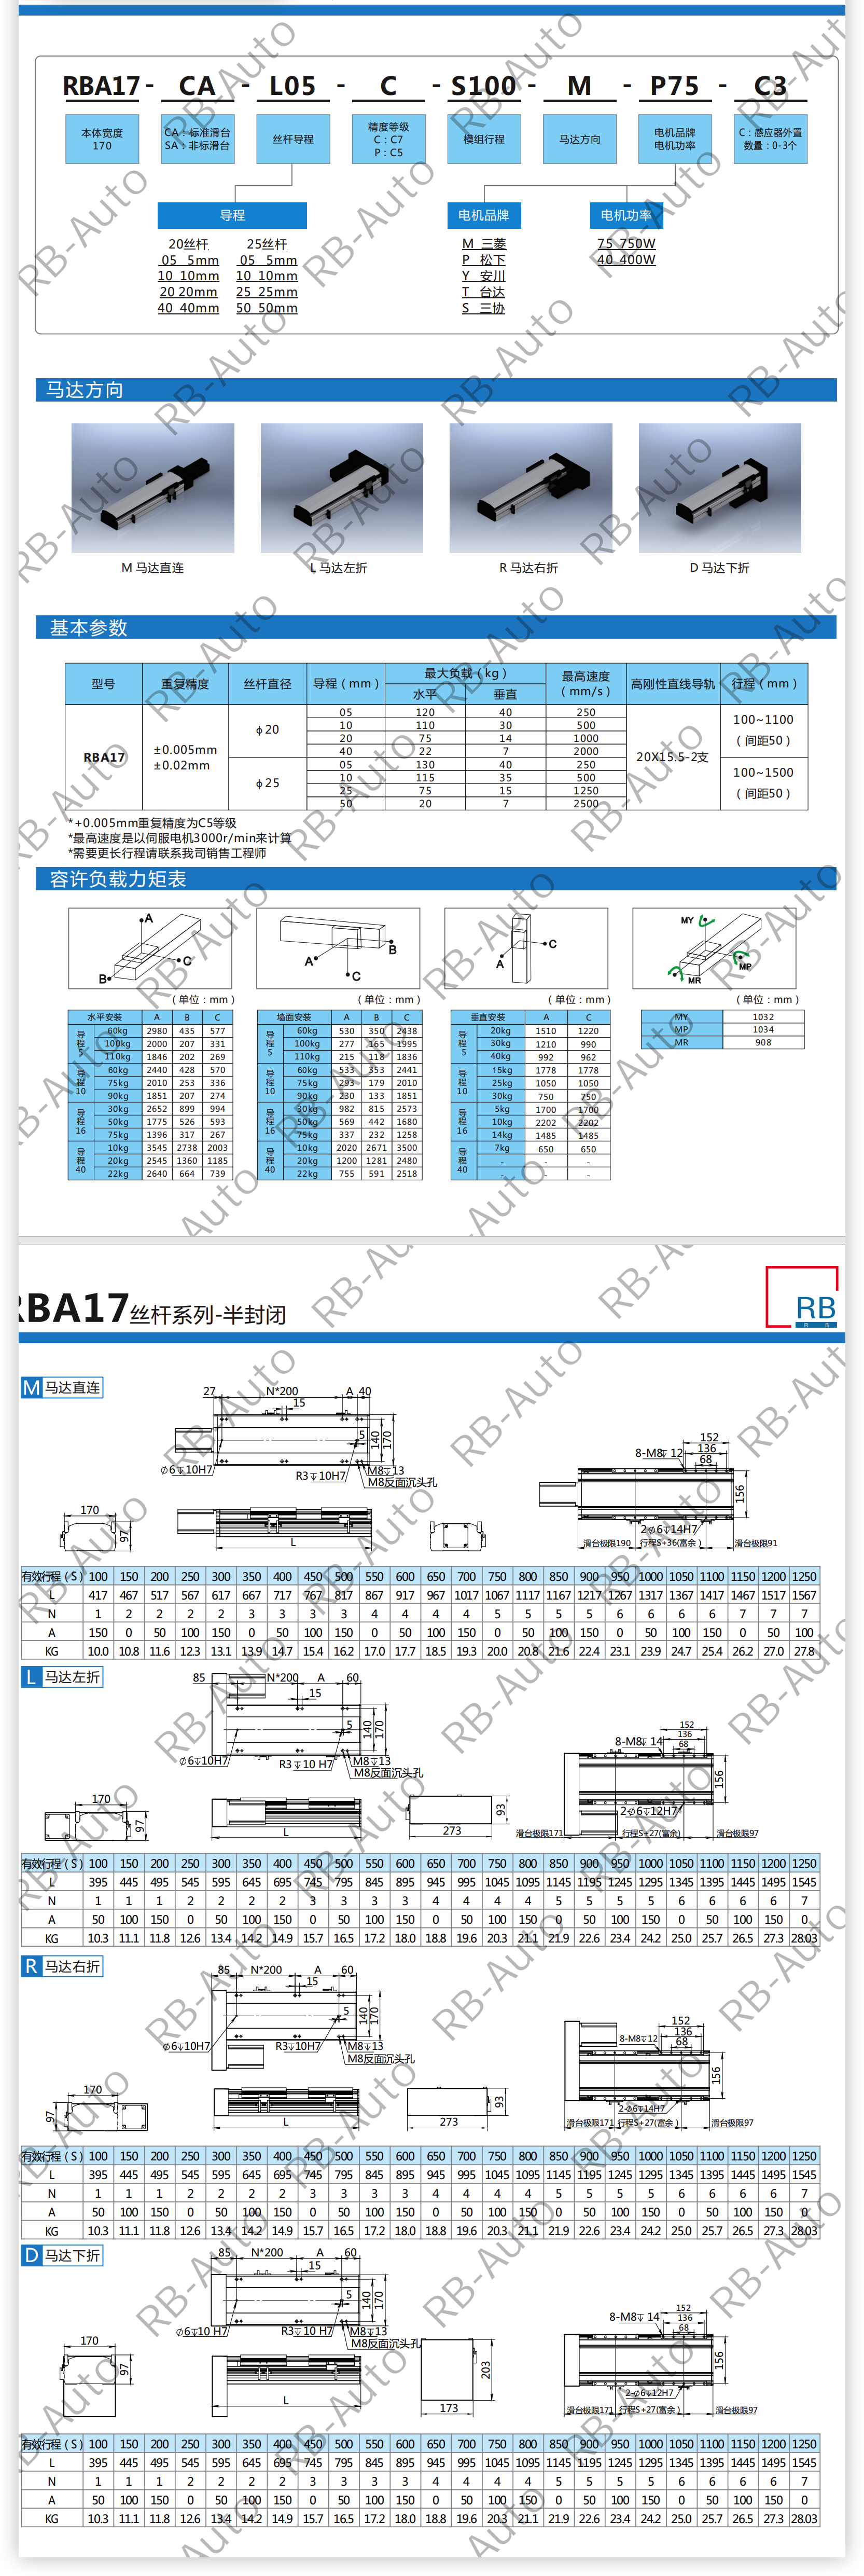 RBA17 - CA - L05 - C - S100 - M - P75 - C3
本体宽度 170
CA：标准滑台 SA：非标滑台
丝杆导程
精度等级 C：C7 P：C5
模组行程
马达方向
电机品牌 电机功率
C：感应器外置 数量：0-3个
导程 电机品牌 电机功率
20丝杆 25丝杆 M 三菱 75 750W
05 5mm 05 5mm P 松下 40 400W
10 10mm 10 10mm Y 安川
20 20mm 25 25mm T 台达
40 40mm 50 50mm S 三协
马达方向
M 马达直连 L 马达左折 R 马达右折 D 马达下折
基本参数
型号 重复精度 丝杆直径 导程（mm） 最大负载（kg） 最高速度（mm/s） 高刚性直线导轨 行程（mm）
水平 垂直
RBA17 ±0.005mm ±0.02mm 20X15.5-2支
φ20 100~1100（间距50）
05 120 40 250
10 110 30 500
20 75 14 1000
40 22 7 2000
φ25 100~1500（间距50）
05 130 40 250
10 115 35 500
25 75 15 1250
50 20 7 2500
*+0.005mm重复精度为C5等级
*最高速度是以伺服电机3000r/min来计算
*需要更长行程请联系我司销售工程师
容许负载力矩表
A B C
A B C
A C
MY MP MR
（单位：mm） （单位：mm） （单位：mm） （单位：mm）
水平安装 A B C
导程5 60kg 2980 435 577
100kg 2000 207 331
110kg 1846 202 269
导程10 60kg 2440 428 570
75kg 2010 253 336
90kg 1851 207 274
导程16 30kg 2652 899 994
50kg 1775 526 593
75kg 1396 317 267
导程40 10kg 3545 2738 2003
20kg 2545 1360 1185
22kg 2640 664 739
墙面安装 A B C
导程5 60kg 530 350 2438
100kg 277 165 1995
110kg 215 118 1836
导程10 60kg 533 353 2441
75kg 293 179 2010
90kg 230 133 1851
导程16 30kg 982 815 2573
50kg 569 442 1680
75kg 337 232 1258
导程40 10kg 2020 2671 3500
20kg 1200 1281 2480
22kg 755 591 2518
垂直安装 A C
导程5 20kg 1510 1220
30kg 1210 990
40kg 992 962
导程10 15kg 1778 1778
25kg 1050 1050
30kg 750 750
导程16 5kg 1700 1700
10kg 2202 2202
14kg 1485 1485
导程40 7kg 650 650
- - -
- - -
MY 1032
MP 1034
MR 908
RBA17丝杆系列-半封闭
RB
R B
M 马达直连
27 N*200 A 40
15
5 140 170
∅6↧10H7 R3↧10H7 M8↧13
M8反面沉头孔
152
8-M8↧12 136
68
156
2-∅6↧14H7
滑台极限190 行程S+36(富余) 滑台极限91
170 97 L
有效行程（S） 100 150 200 250 300 350 400 450 500 550 600 650 700 750 800 850 900 950 1000 1050 1100 1150 1200 1250
L 417 467 517 567 617 667 717 767 817 867 917 967 1017 1067 1117 1167 1217 1267 1317 1367 1417 1467 1517 1567
N 1 2 2 2 2 3 3 3 3 4 4 4 4 5 5 5 5 6 6 6 6 7 7 7
A 150 0 50 100 150 0 50 100 150 0 50 100 150 0 50 100 150 0 50 100 150 0 50 100
KG 10.0 10.8 11.6 12.3 13.1 13.9 14.7 15.4 16.2 17.0 17.7 18.5 19.3 20.0 20.8 21.6 22.4 23.1 23.9 24.7 25.4 26.2 27.0 27.8
L 马达左折
85 N*200 A 60
15
5 140 170
∅6↧10H7 R3↧10 H7 M8↧13
M8反面沉头孔
152
8-M8↧14 136
68
156
2-∅6↧12H7
滑台极限171 行程S+27(富余) 滑台极限97
170 97 L 273 93
有效行程（S） 100 150 200 250 300 350 400 450 500 550 600 650 700 750 800 850 900 950 1000 1050 1100 1150 1200 1250
L 395 445 495 545 595 645 695 745 795 845 895 945 995 1045 1095 1145 1195 1245 1295 1345 1395 1445 1495 1545
N 1 1 1 2 2 2 2 3 3 3 3 4 4 4 4 5 5 5 5 6 6 6 6 7
A 50 100 150 0 50 100 150 0 50 100 150 0 50 100 150 0 50 100 150 0 50 100 150 0
KG 10.3 11.1 11.8 12.6 13.4 14.2 14.9 15.7 16.5 17.2 18.0 18.8 19.6 20.3 21.1 21.9 22.6 23.4 24.2 25.0 25.7 26.5 27.3 28.03
R 马达右折
85 N*200 A 60
15
5 140 170
∅6↧10H7 R3↧10H7 M8↧13
M8反面沉头孔
152
8-M8↧12 136
68
156
2-∅6↧14H7
滑台极限171 行程S+27(富余) 滑台极限97
170 97 L 273 93
有效行程（S） 100 150 200 250 300 350 400 450 500 550 600 650 700 750 800 850 900 950 1000 1050 1100 1150 1200 1250
L 395 445 495 545 595 645 695 745 795 845 895 945 995 1045 1095 1145 1195 1245 1295 1345 1395 1445 1495 1545
N 1 1 1 2 2 2 2 3 3 3 3 4 4 4 4 5 5 5 5 6 6 6 6 7
A 50 100 150 0 50 100 150 0 50 100 150 0 50 100 150 0 50 100 150 0 50 100 150 0
KG 10.3 11.1 11.8 12.6 13.4 14.2 14.9 15.7 16.5 17.2 18.0 18.8 19.6 20.3 21.1 21.9 22.6 23.4 24.2 25.0 25.7 26.5 27.3 28.03
D 马达下折
85 N*200 A 60
15
5 140 170
∅6↧10 H7 R3↧10 H7 M8↧13
M8反面沉头孔
152
8-M8↧14 136
68
156
2-∅6↧12H7
滑台极限171 行程S+27(富余) 滑台极限97
170 97 L 173 203
有效行程（S） 100 150 200 250 300 350 400 450 500 550 600 650 700 750 800 850 900 950 1000 1050 1100 1150 1200 1250
L 395 445 495 545 595 645 695 745 795 845 895 945 995 1045 1095 1145 1195 1245 1295 1345 1395 1445 1495 1545
N 1 1 1 2 2 2 2 3 3 3 3 4 4 4 4 5 5 5 5 6 6 6 6 7
A 50 100 150 0 50 100 150 0 50 100 150 0 50 100 150 0 50 100 150 0 50 100 150 0
KG 10.3 11.1 11.8 12.6 13.4 14.2 14.9 15.7 16.5 17.2 18.0 18.8 19.6 20.3 21.1 21.9 22.6 23.4 24.2 25.0 25.7 26.5 27.3 28.03
RB-Auto